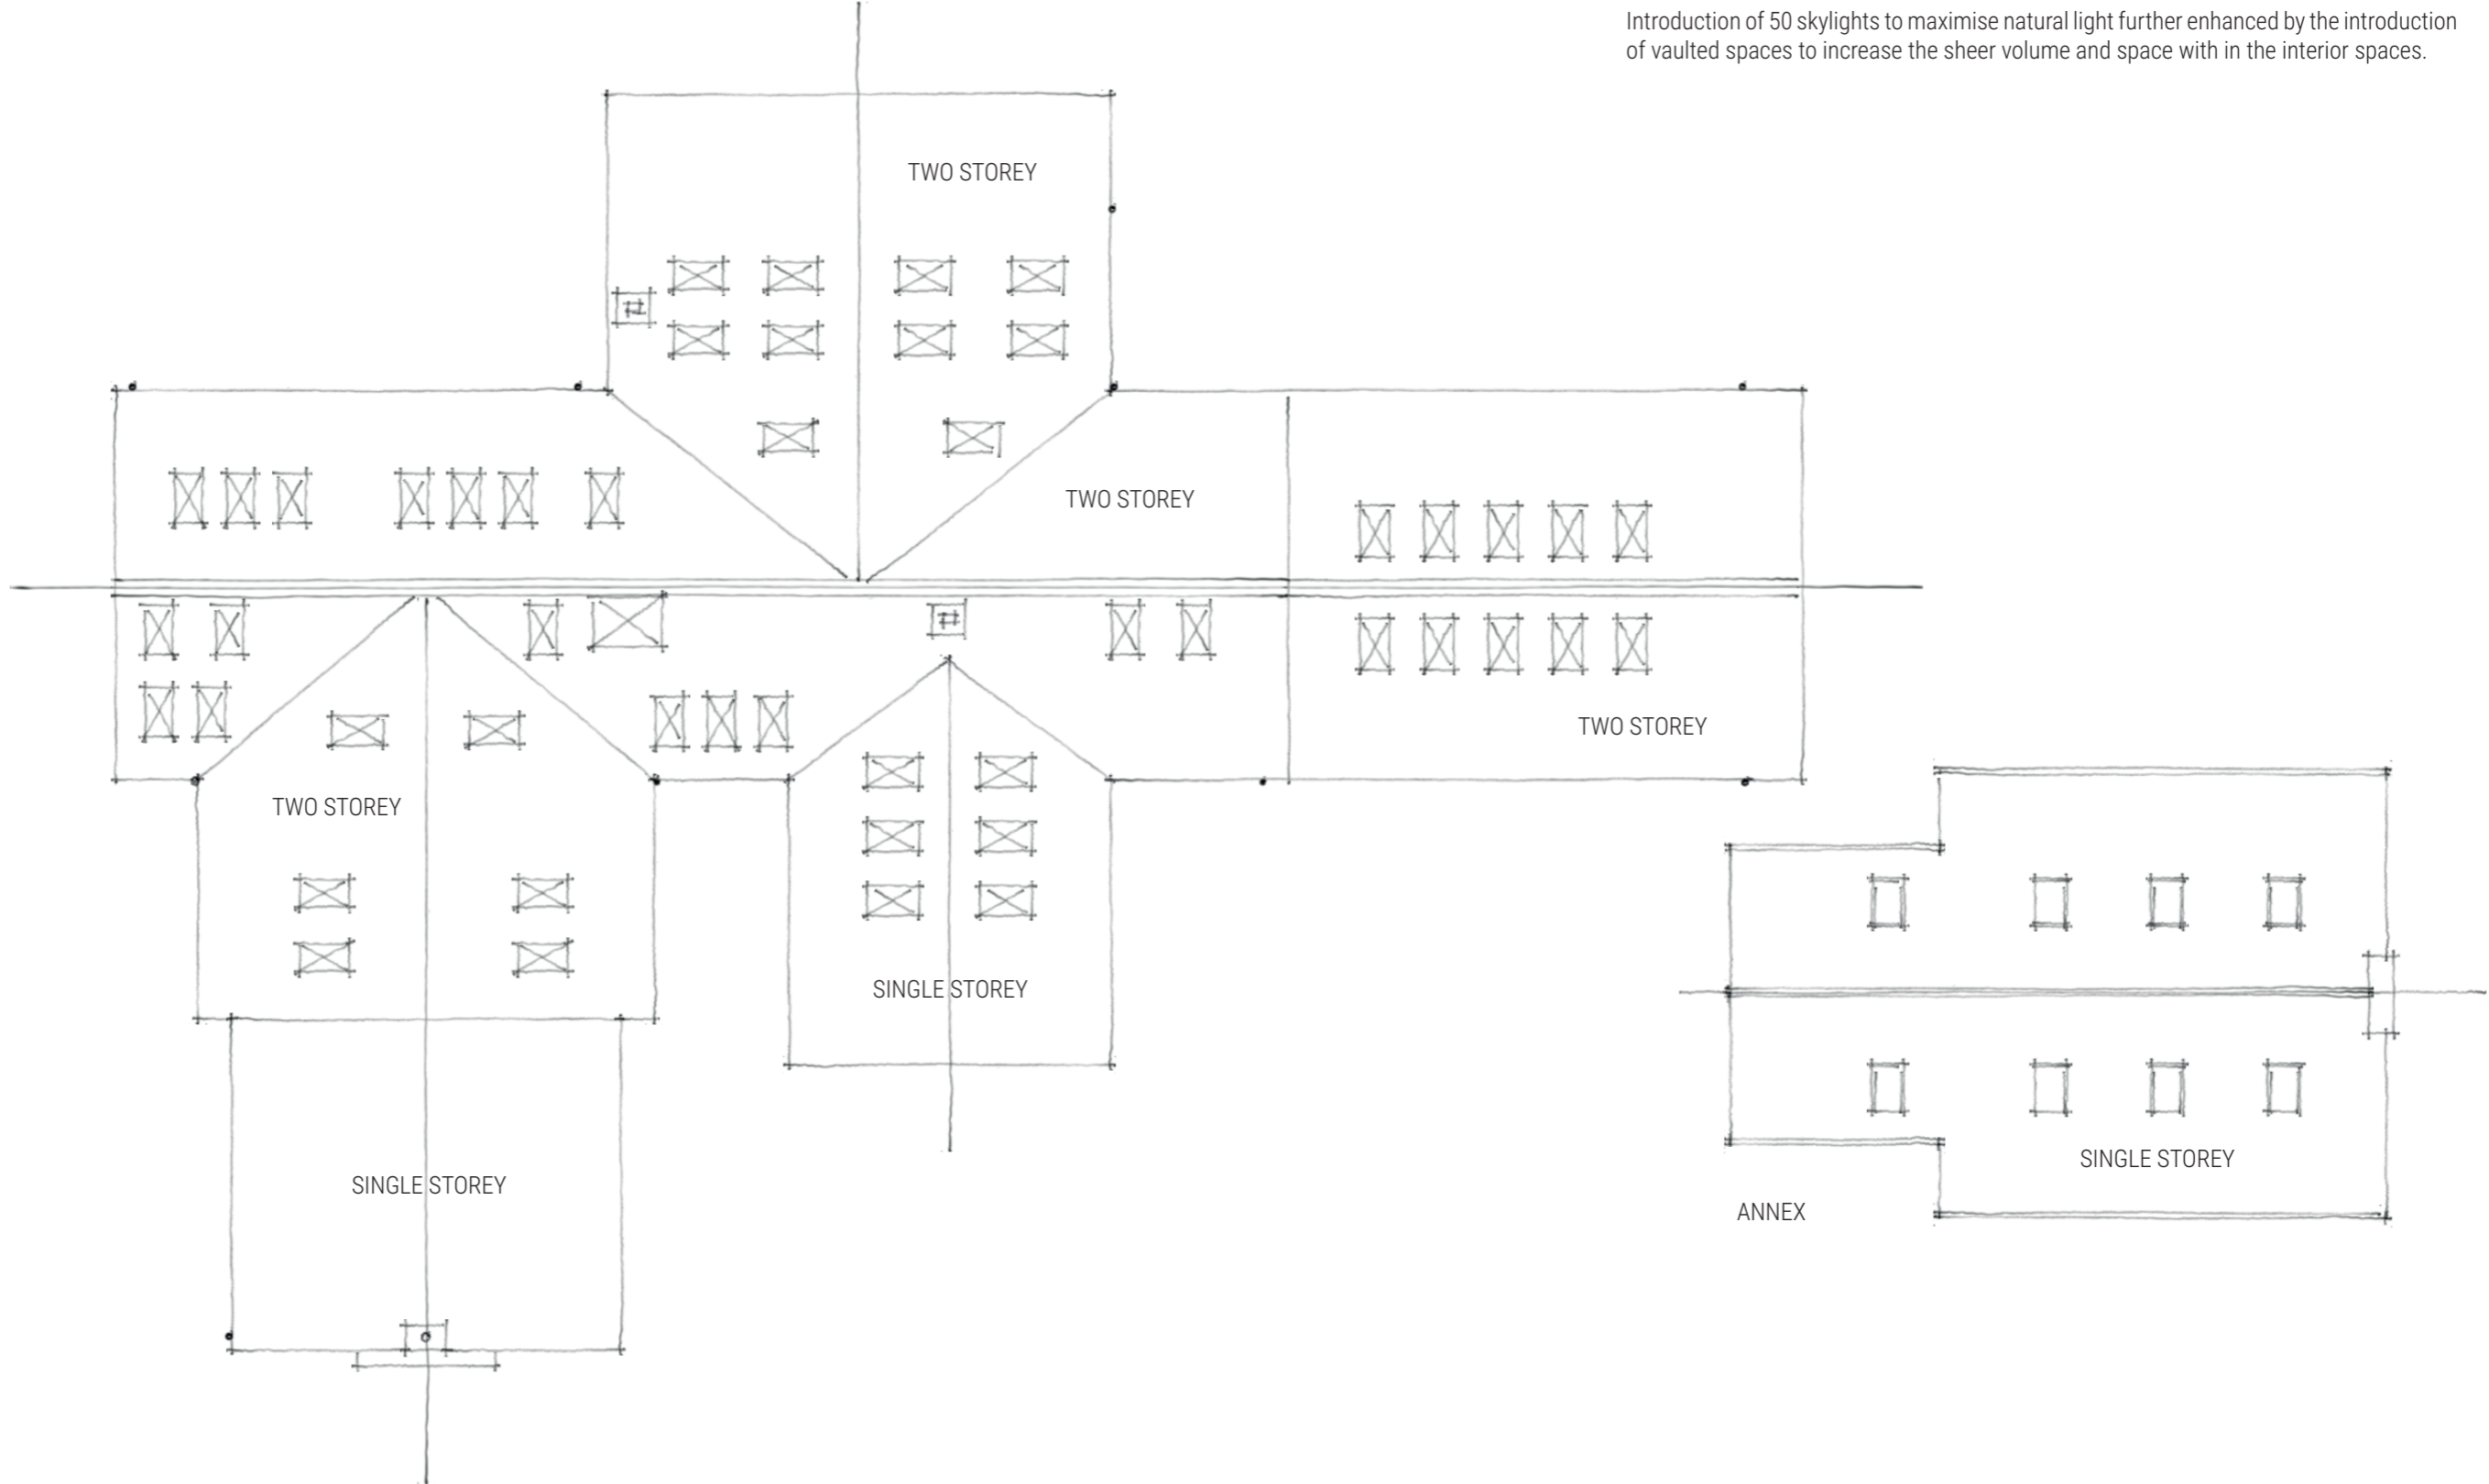 Introduction of 50 skylights to maximise natural light further enhanced by the introduction
of vaulted spaces to increase the sheer volume and space with in the interior spaces.
TWO STOREY
TWO STOREY
TWO STOREY
TWO STOREY
SINGLE STOREY
SINGLE STOREY
SINGLE STOREY
ANNEX